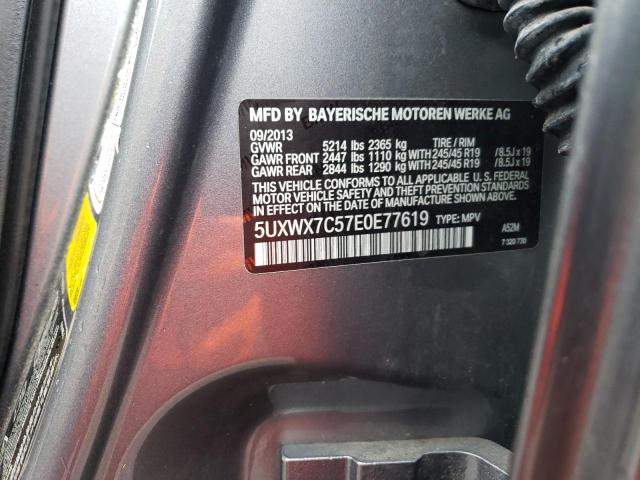 MFD BY BAYERISCHE MOTOREN WERKE AG
09/2013
GVWR 5214 lbs 2365 kg TIRE / RIM
GAWR FRONT 2447 lbs 1110 kg WITH 245/45 R19 /8.5J x 19
GAWR REAR 2844 lbs 1290 kg WITH 245/45 R19 /8.5J x 19
THIS VEHICLE CONFORMS TO ALL APPLICABLE U.S. FEDERAL
MOTOR VEHICLE SAFETY AND THEFT PREVENTION STANDARDS
IN EFFECT ON THE DATE OF MANUFACTURE SHOWN ABOVE.
5UXWX7C57E0E77619 TYPE: MPV
A52M
7 320 730